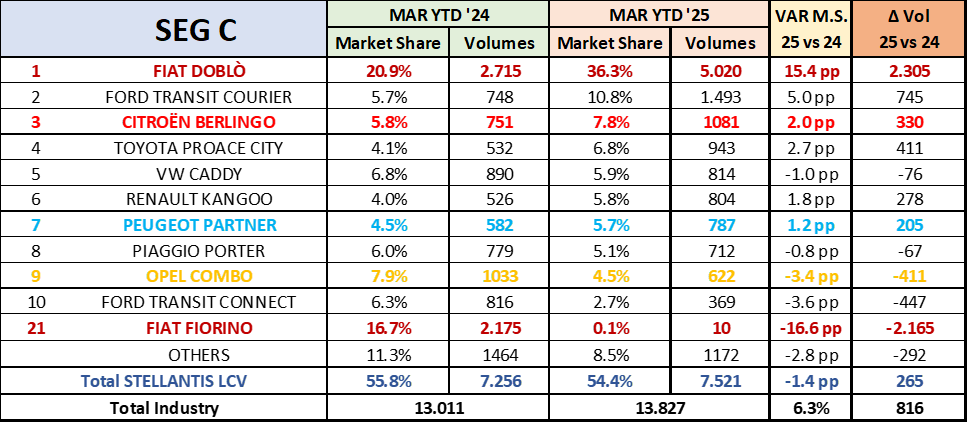 SEG C MAR YTD '24 MAR YTD '25 VAR M.S. 25 vs 24 Δ Vol 25 vs 24
Market Share Volumes Market Share Volumes
1 FIAT DOBLÒ 20.9% 2.715 36.3% 5.020 15.4 pp 2.305
2 FORD TRANSIT COURIER 5.7% 748 10.8% 1.493 5.0 pp 745
3 CITROËN BERLINGO 5.8% 751 7.8% 1081 2.0 pp 330
4 TOYOTA PROACE CITY 4.1% 532 6.8% 943 2.7 pp 411
5 VW CADDY 6.8% 890 5.9% 814 -1.0 pp -76
6 RENAULT KANGOO 4.0% 526 5.8% 804 1.8 pp 278
7 PEUGEOT PARTNER 4.5% 582 5.7% 787 1.2 pp 205
8 PIAGGIO PORTER 6.0% 779 5.1% 712 -0.8 pp -67
9 OPEL COMBO 7.9% 1033 4.5% 622 -3.4 pp -411
10 FORD TRANSIT CONNECT 6.3% 816 2.7% 369 -3.6 pp -447
21 FIAT FIORINO 16.7% 2.175 0.1% 10 -16.6 pp -2.165
OTHERS 11.3% 1464 8.5% 1172 -2.8 pp -292
Total STELLANTIS LCV 55.8% 7.256 54.4% 7.521 -1.4 pp 265
Total Industry 13.011 13.827 6.3% 816